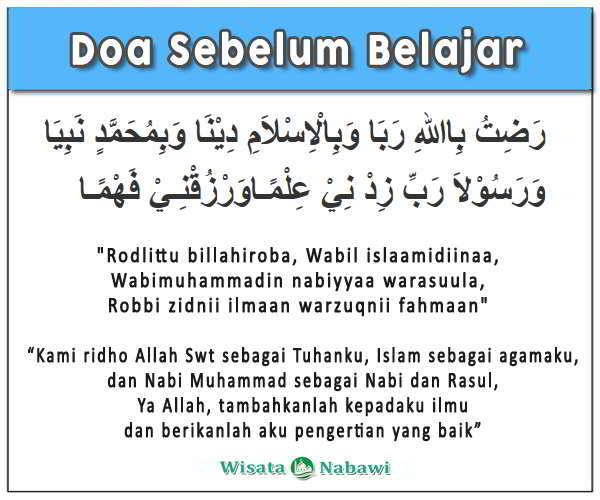 Doa Sebelum Belajar
رَضِتُ بِااللهِ رَبَا وَبِالْاِسْلاَمِ دِيْنَا وَبِمُحَمَّدٍ نَبِيَا
وَرَسُوْلاَ رَبِّ زِدْ نِيْ عِلْمًاوَرْزُقْنِيْ فَهْمًا
"Rodlittu billahiroba, Wabil islaamidiinaa,
Wabimuhammadin nabiyyaa warasuula,
Robbi zidnii ilmaan warzuqnii fahmaan"
“Kami ridho Allah Swt sebagai Tuhanku, Islam sebagai agamaku,
dan Nabi Muhammad sebagai Nabi dan Rasul,
Ya Allah, tambahkanlah kepadaku ilmu
dan berikanlah aku pengertian yang baik”
Wisata Nabawi